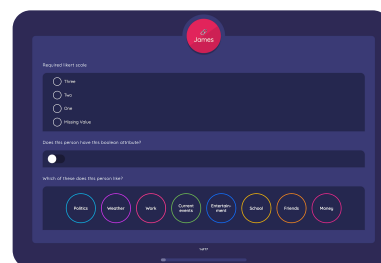 James
Required likert scale
Three
Two
One
Missing Value
Does this person have this boolean attribute?
Which of these does this person like?
Politics
Weather
Work
Current
events
Entertain-
ment
School
Friends
Money